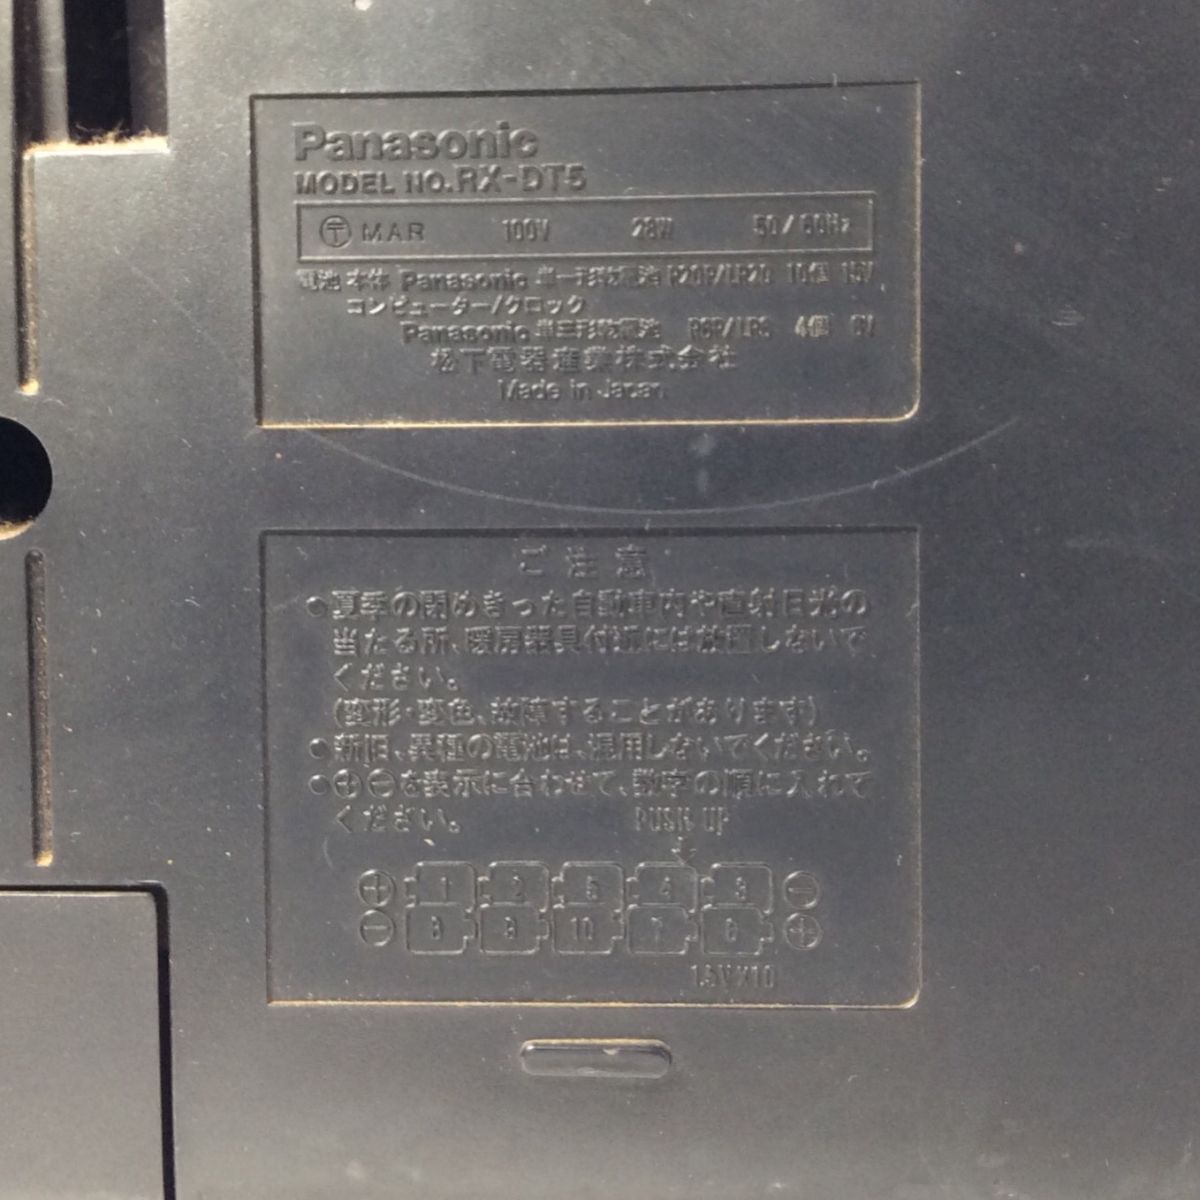 Panasonic
MODEL NO.RX-DT5
〒 MAR 100V 28W 50/60Hz
電池 本体 Panasonic 単一形乾電池 R20P/LR20 10個 15V
コンピューター/クロック
Panasonic 単三形乾電池 R6P/LR6 4個 6V
松下電器産業株式会社
Made in Japan
ご注意
●夏季の閉めきった自動車内や直射日光の
当たる所、暖房器具付近には放置しないで
ください。
(変形・変色、故障することがあります)
●新旧、異種の電池は、混用しないでください。
●⊕⊖を表示に合わせて、数字の順に入れて
ください。
PUSH UP
⊕ 1 2 5 4 3 ⊖
⊖ 8 9 10 7 6 ⊕
1.5V×10